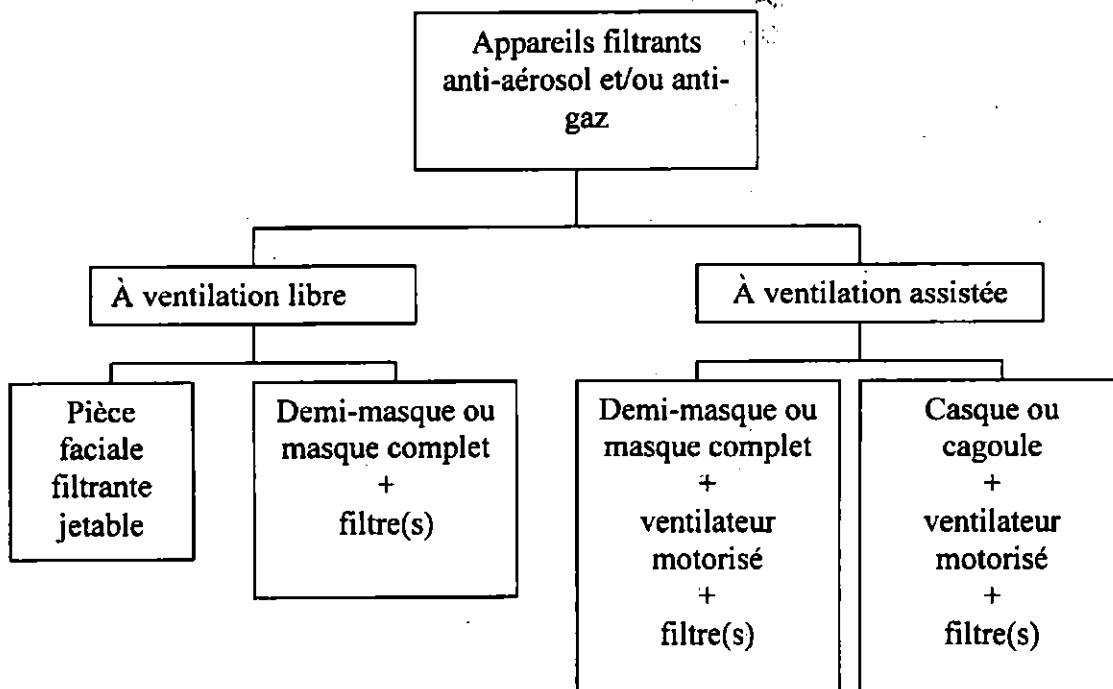 Appareils filtrants
anti-aérosol et/ou anti-
gaz
À ventilation libre
À ventilation assistée
Pièce
faciale
filtrante
jetable
Demi-masque ou
masque complet
+
filtre(s)
Demi-masque ou
masque complet
+
ventilateur
motorisé
+
filtre(s)
Casque ou
cagoule
+
ventilateur
motorisé
+
filtre(s)